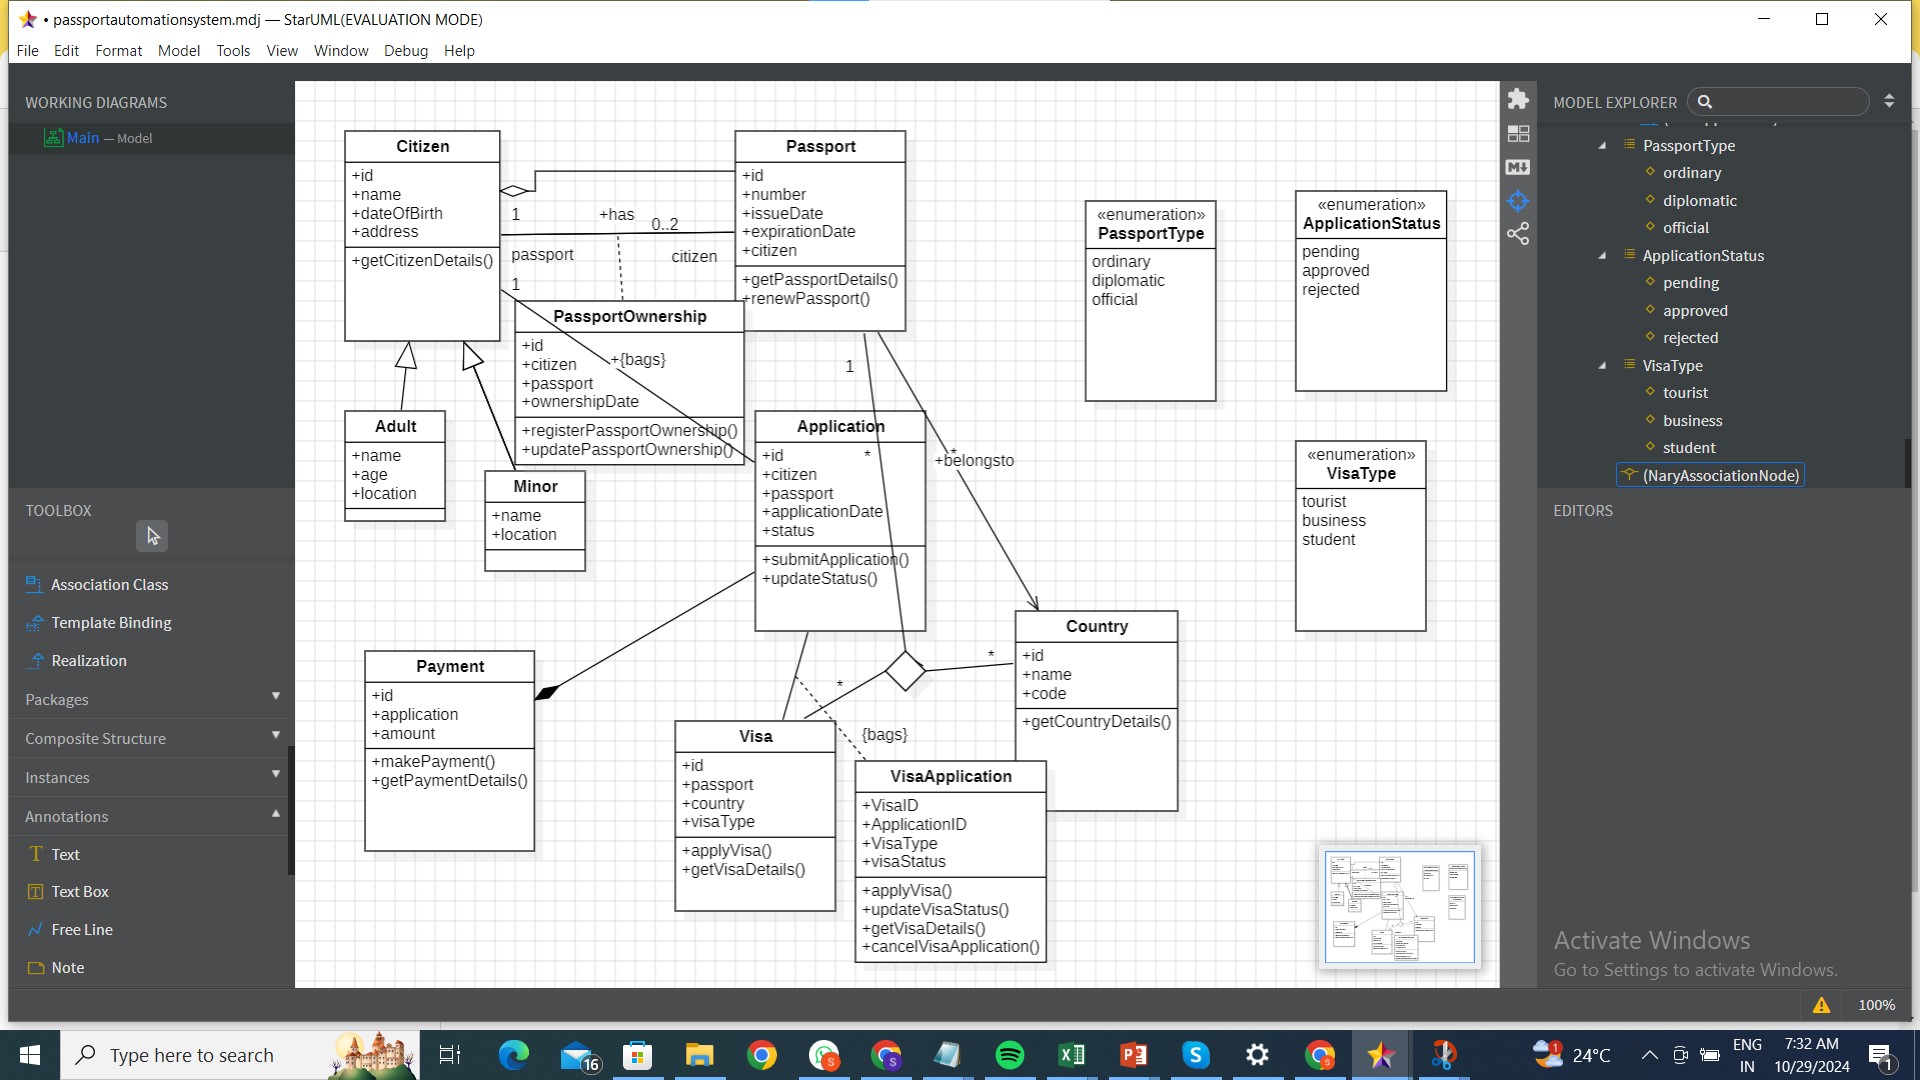 • passportautomationsystem.mdj — StarUML(EVALUATION MODE)
File Edit Format Model Tools View Window Debug Help
WORKING DIAGRAMS
Main — Model
TOOLBOX
Association Class
Template Binding
Realization
Packages
Composite Structure
Instances
Annotations
Text
Text Box
Free Line
Note
Citizen
+id
+name
+dateOfBirth
+address
+getCitizenDetails()
1
+has
0..2
passport
citizen
1
Passport
+id
+number
+issueDate
+expirationDate
+citizen
+getPassportDetails()
+renewPassport()
PassportOwnership
+id
+citizen
+passport
+ownershipDate
+registerPassportOwnership()
+updatePassportOwnership()
+{bags}
Adult
+name
+age
+location
Minor
+name
+location
1
Application
+id
+citizen
+passport
+applicationDate
+status
+submitApplication()
+updateStatus()
*
*
+belongsto
Payment
+id
+application
+amount
+makePayment()
+getPaymentDetails()
*
*
Country
+id
+name
+code
+getCountryDetails()
Visa
+id
+passport
+country
+visaType
+applyVisa()
+getVisaDetails()
{bags}
VisaApplication
+VisaID
+ApplicationID
+VisaType
+visaStatus
+applyVisa()
+updateVisaStatus()
+getVisaDetails()
+cancelVisaApplication()
«enumeration»
PassportType
ordinary
diplomatic
official
«enumeration»
ApplicationStatus
pending
approved
rejected
«enumeration»
VisaType
tourist
business
student
MODEL EXPLORER
PassportType
ordinary
diplomatic
official
ApplicationStatus
pending
approved
rejected
VisaType
tourist
business
student
(NaryAssociationNode)
EDITORS
Activate Windows
Go to Settings to activate Windows.
100%
Type here to search
16
24°C
ENG
IN
7:32 AM
10/29/2024
1